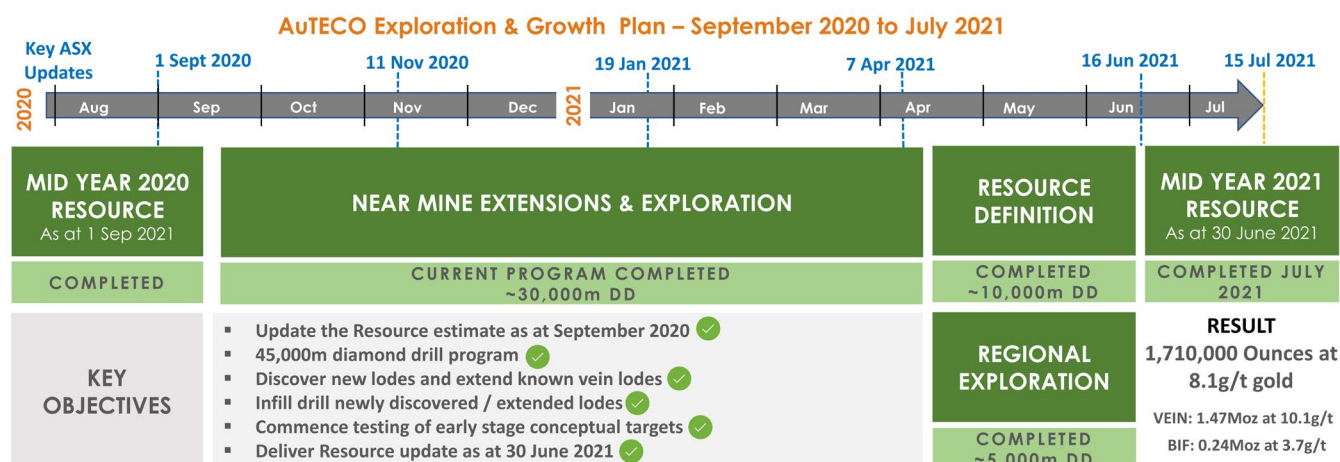 AuTECO Exploration & Growth Plan – September 2020 to July 2021
Key ASX
Updates
1 Sept 2020
11 Nov 2020
19 Jan 2021
7 Apr 2021
16 Jun 2021
15 Jul 2021
2020
Aug
Sep
Oct
Nov
Dec
2021
Jan
Feb
Mar
Apr
May
Jun
Jul
MID YEAR 2020
RESOURCE
As at 1 Sep 2021
COMPLETED
NEAR MINE EXTENSIONS & EXPLORATION
CURRENT PROGRAM COMPLETED
~30,000m DD
RESOURCE
DEFINITION
COMPLETED
~10,000m DD
MID YEAR 2021
RESOURCE
As at 30 June 2021
COMPLETED JULY
2021
KEY
OBJECTIVES
▪ Update the Resource estimate as at September 2020
▪ 45,000m diamond drill program
▪ Discover new lodes and extend known vein lodes
▪ Infill drill newly discovered / extended lodes
▪ Commence testing of early stage conceptual targets
▪ Deliver Resource update as at 30 June 2021
REGIONAL
EXPLORATION
COMPLETED
~5,000m DD
RESULT
1,710,000 Ounces at
8.1g/t gold
VEIN: 1.47Moz at 10.1g/t
BIF: 0.24Moz at 3.7g/t